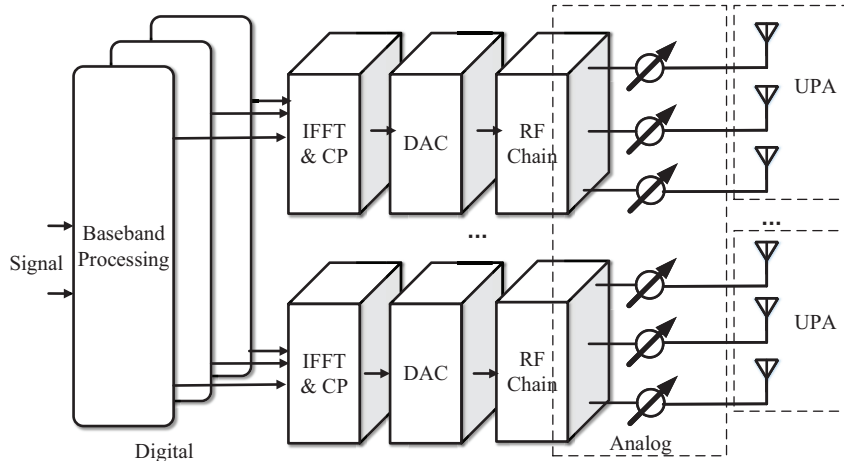 UPA
IFFT
& CP
DAC
RF
Chain
...
...
Signal
Baseband
Processing
IFFT
& CP
DAC
RF
Chain
UPA
Digital
Analog